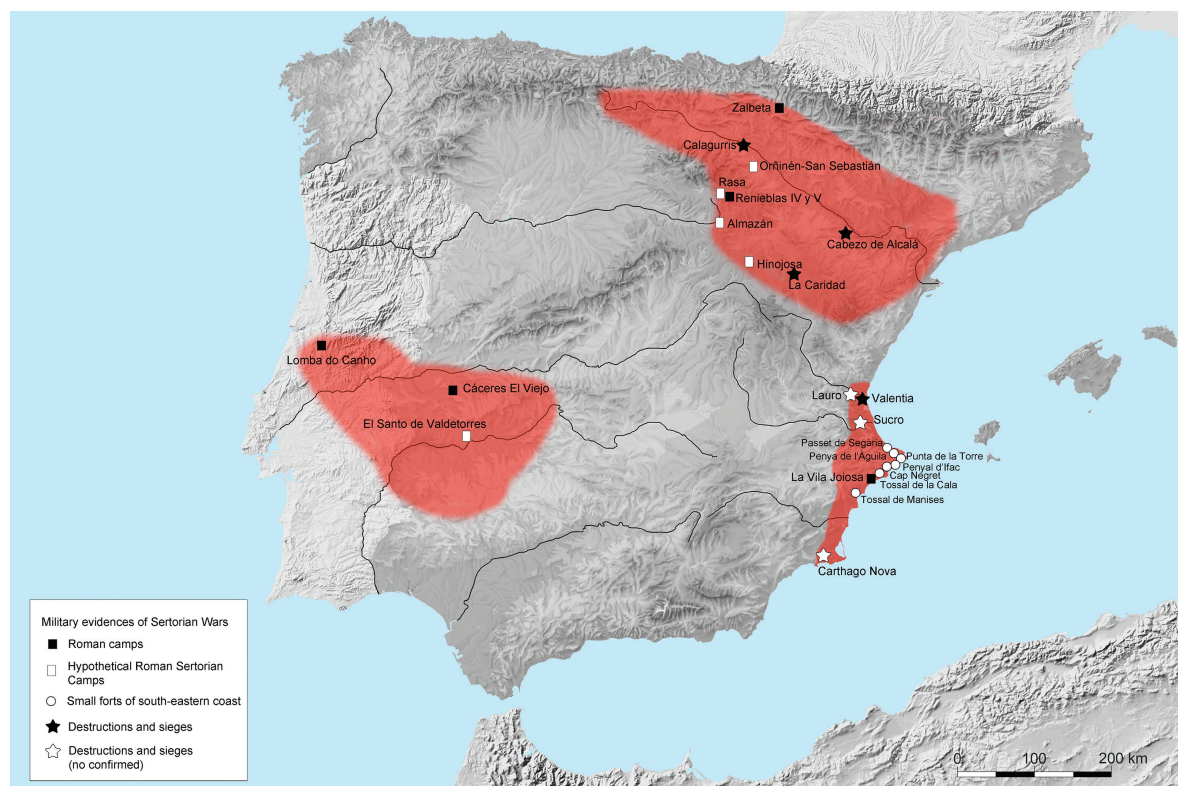 Zalbeta
Calagurris
Orñinén-San Sebastián
Rasa
Renieblas IV y V
Almazán
Cabezo de Alcalá
Hinojosa
La Caridad
Lomba do Canho
Cáceres El Viejo
El Santo de Valdetorres
Lauro
Valentia
Sucro
Passet de Segària
Penya de l'Àguila
Punta de la Torre
Penyal d'Ifac
Cap Negret
La Vila Joiosa
Tossal de la Cala
Tossal de Manises
Carthago Nova
Military evidences of Sertorian Wars
Roman camps
Hypothetical Roman Sertorian
Camps
Small forts of south-eastern coast
Destructions and sieges
Destructions and sieges
(no confirmed)
0 100 200 km